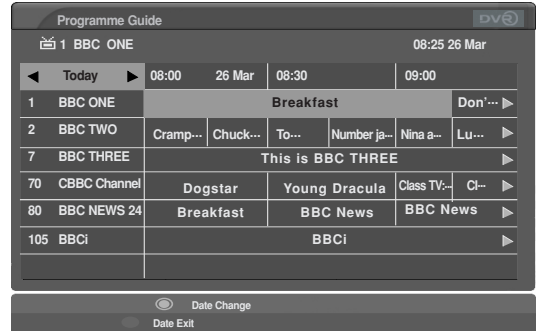 Programme Guide DVR
1 BBC ONE 08:25 26 Mar
◀ Today ▶ 08:00 26 Mar 08:30 09:00
1 BBC ONE Breakfast Don'··· ▶
2 BBC TWO Cramp··· Chuck··· To··· Number ja··· Nina a··· Lu··· ▶
7 BBC THREE This is BBC THREE ▶
70 CBBC Channel Dogstar Young Dracula Class TV:··· Cl··· ▶
80 BBC NEWS 24 Breakfast BBC News BBC News ▶
105 BBCi BBCi ▶
Date Change
Date Exit